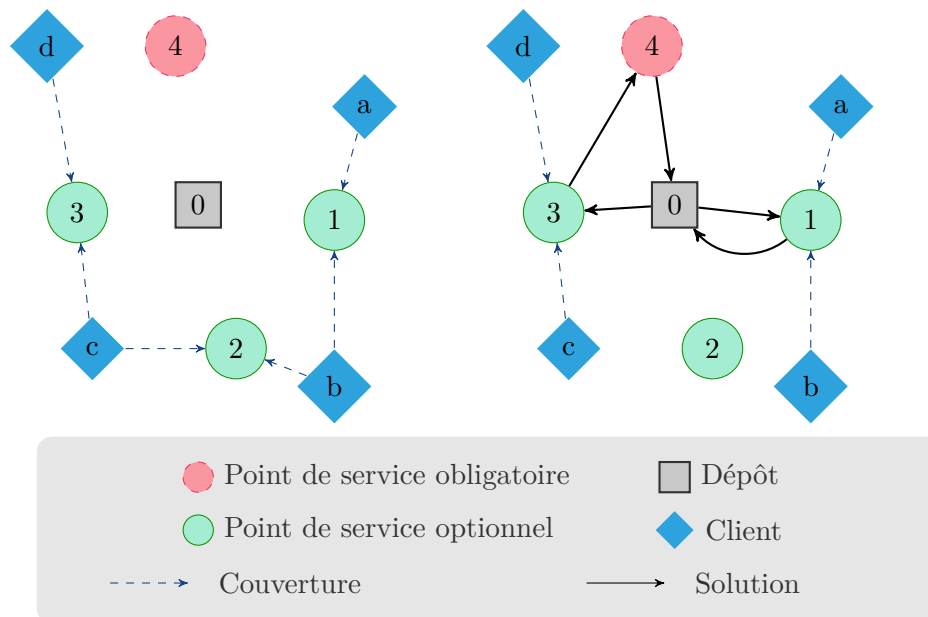 d 4 d 4
a a
3 0 1 3 0 1
c 2 b c 2 b
Point de service obligatoire Dépôt
Point de service optionnel Client
Couverture Solution